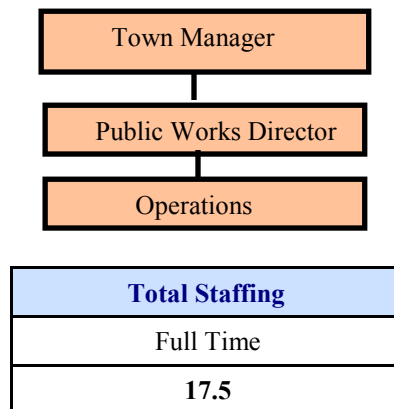 Town Manager
Public Works Director
Operations
Total Staffing
Full Time
17.5